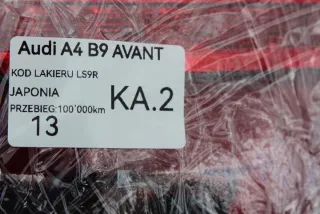 Audi A4 B9 AVANT
KOD LAKIERU LS9R
JAPONIA
PRZEBIEG:100'000km
KA.2
13